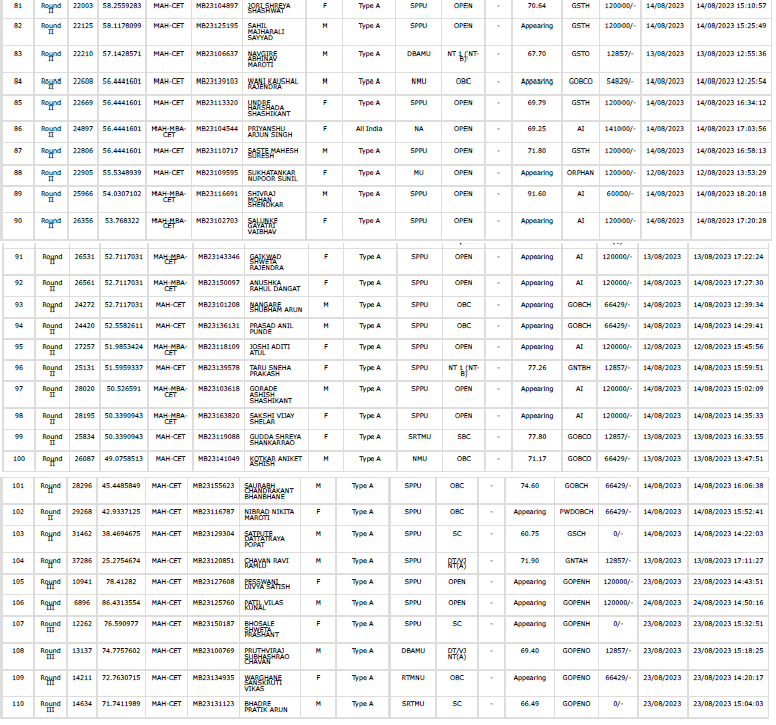 81 Round II 22003 58.2559283 MAH-CET MB23104897 JORI SHREYA SHASHWAT F Type A SPPU OPEN - 70.64 GSTH 120000/- 14/08/2023 14/08/2023 15:10:57
82 Round II 22125 58.1178099 MAH-CET MB23125195 SAHIL MAJHARALI SAYYAD M Type A SPPU OPEN - Appearing GSTH 120000/- 14/08/2023 14/08/2023 15:25:49
83 Round II 22210 57.1428571 MAH-CET MB23106437 NAVGIRE ABHINAV MAROTI M Type A DBAMU NT 1 (NT-B) - 67.70 GSTO 12857/- 13/08/2023 13/08/2023 12:55:36
84 Round II 22608 56.4441601 MAH-CET MB23139103 WANI KAUSHAL RAJENDRA M Type A NMU OBC - Appearing GOBCO 54829/- 14/08/2023 14/08/2023 12:25:54
85 Round II 22669 56.4441601 MAH-CET MB23113320 UNDRE HARSHADA SHASHIKANT F Type A SPPU OPEN - 69.79 GSTH 120000/- 14/08/2023 14/08/2023 16:34:12
86 Round II 24897 56.4441601 MAH-MBA-CET MB23104544 PRIYANSHU ARJUN SINGH F All India NA OPEN - 69.25 AI 141000/- 14/08/2023 14/08/2023 17:03:56
87 Round II 22806 56.4441601 MAH-CET MB23110717 SASTE MAHESH SURESH M Type A SPPU OPEN - 71.80 GSTH 120000/- 14/08/2023 14/08/2023 16:58:13
88 Round II 22905 55.5348939 MAH-CET MB23109595 SUKHATANKAR NUPOOR SUNIL F Type A MU OPEN - Appearing ORPHAN 120000/- 12/08/2023 12/08/2023 13:53:29
89 Round II 25966 54.0307102 MAH-MBA-CET MB23116691 SHIVRAJ MOHAN SHENDKAR M Type A SPPU OPEN - 91.60 AI 60000/- 14/08/2023 14/08/2023 18:20:18
90 Round II 26356 53.768322 MAH-MBA-CET MB23102703 SALUNKE GAYATRI VAIBHAV F Type A SPPU OPEN - Appearing AI 120000/- 14/08/2023 14/08/2023 17:20:28
91 Round II 26531 52.7117031 MAH-MBA-CET MB23143346 GAIKWAD SHWETA RAJENDRA F Type A SPPU OPEN - Appearing AI 120000/- 13/08/2023 13/08/2023 17:22:24
92 Round II 26561 52.7117031 MAH-MBA-CET MB23150097 ANUSHKA RAHUL DANGAT F Type A SPPU OPEN - Appearing AI 120000/- 14/08/2023 14/08/2023 17:27:30
93 Round II 24272 52.7117031 MAH-CET MB23101208 NANGARE SHUBHAM ARUN M Type A SPPU OBC - Appearing GOBCH 66429/- 14/08/2023 14/08/2023 12:39:34
94 Round II 24420 52.5582611 MAH-CET MB23136131 PRASAD ANIL PUNDE M Type A SPPU OBC - Appearing GOBCH 66429/- 14/08/2023 14/08/2023 14:29:41
95 Round II 27257 51.9853424 MAH-MBA-CET MB23118109 JOSHI ADITI ATUL F Type A SPPU OPEN - Appearing AI 120000/- 12/08/2023 12/08/2023 15:45:56
96 Round II 25131 51.5959337 MAH-CET MB23139578 TARU SNEHA PRAKASH F Type A SPPU NT 1 (NT-B) - 77.26 GNTBH 12857/- 14/08/2023 14/08/2023 15:59:51
97 Round II 28020 50.526591 MAH-MBA-CET MB23103618 GORADE ASHISH SHASHIKANT M Type A SPPU OPEN - Appearing AI 120000/- 14/08/2023 14/08/2023 15:02:09
98 Round II 28195 50.3390943 MAH-MBA-CET MB23163820 SAKSHI VIJAY SHELAR F Type A SPPU OPEN - Appearing AI 120000/- 14/08/2023 14/08/2023 14:35:33
99 Round II 25834 50.3390943 MAH-CET MB23119088 GUDDA SHREYA SHANKARRAO F Type A SRTMU SBC - 77.80 GOBCO 12857/- 13/08/2023 13/08/2023 16:33:55
100 Round II 26087 49.0758513 MAH-CET MB23141049 KOTKAR ANIKET ASHISH M Type A NMU OBC - 71.17 GOBCO 66429/- 13/08/2023 13/08/2023 13:47:51
101 Round II 28296 45.4485849 MAH-CET MB23155623 SAURABH CHANDRAKANT BHANBHANE M Type A SPPU OBC - 74.60 GOBCH 66429/- 14/08/2023 14/08/2023 16:06:38
102 Round II 29268 42.9337125 MAH-CET MB23116787 NIBRAD NIKITA MAROTI F Type A SPPU OBC - Appearing PWDOBCH 66429/- 14/08/2023 14/08/2023 15:52:41
103 Round II 31462 38.4694675 MAH-CET MB23129304 SATPUTE DATTATRAYA POPAT M Type A SPPU SC - 60.75 GSCH 0/- 14/08/2023 14/08/2023 14:22:03
104 Round II 37286 25.2754674 MAH-CET MB23120851 CHAVAN RAVI RAMLU M Type A SPPU DT/VJ NT(A) - 71.90 GNTAH 12857/- 13/08/2023 13/08/2023 17:11:27
105 Round III 10941 78.41282 MAH-CET MB23127608 PESSWANI DIVYA SATISH F Type A SPPU OPEN - Appearing GOPENH 120000/- 23/08/2023 23/08/2023 14:43:51
106 Round III 6896 86.4313554 MAH-CET MB23125760 PATIL VILAS KUNAL M Type A SPPU OPEN - Appearing GOPENH 120000/- 24/08/2023 24/08/2023 14:50:16
107 Round III 12262 76.590977 MAH-CET MB23150187 BHOSALE SHWETA PRASHANT F Type A SPPU SC - Appearing GOPENH 0/- 23/08/2023 23/08/2023 15:32:51
108 Round III 13137 74.7757602 MAH-CET MB23100769 PRUTHVIRAJ SUBHASHRAO CHAVAN M Type A DBAMU DT/VJ NT(A) - 69.40 GOPENO 12857/- 23/08/2023 23/08/2023 15:18:25
109 Round III 14211 72.7630715 MAH-CET MB23134935 WARGHANE SANSKRUTI VIKAS F Type A RTMNU OBC - Appearing GOPENO 66429/- 23/08/2023 23/08/2023 14:20:17
110 Round III 14634 71.7411989 MAH-CET MB23131123 BHADRE PRATIK ARUN M Type A SRTMU SC - 66.49 GOPENO 0/- 23/08/2023 23/08/2023 15:04:03